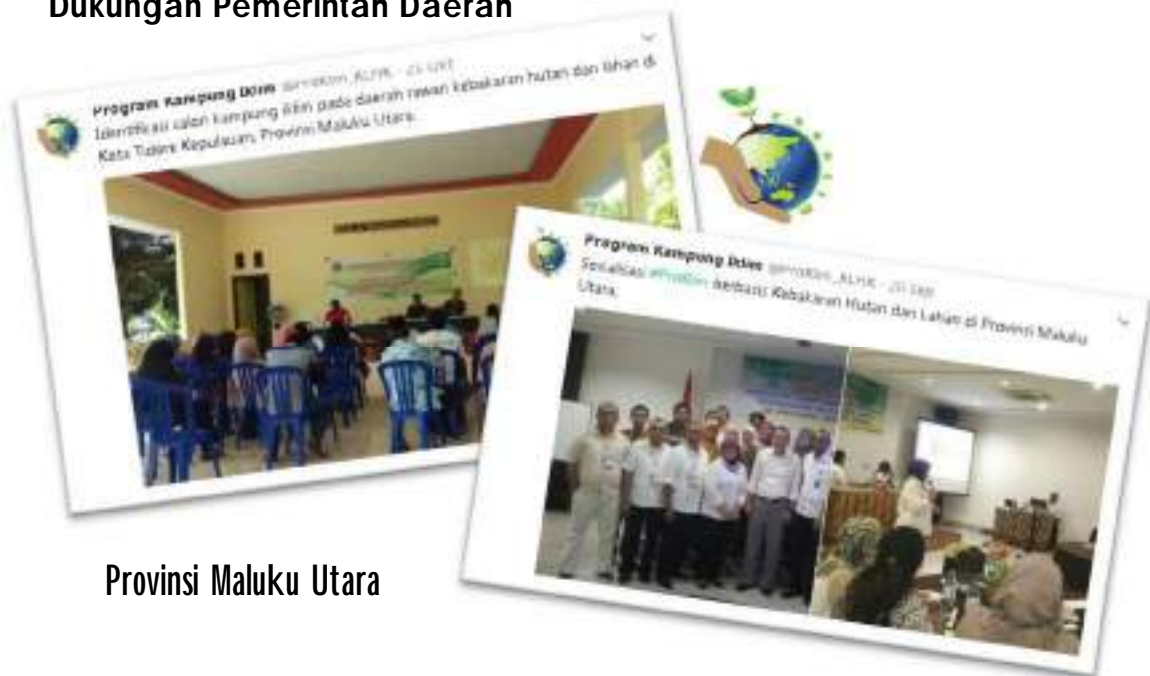 Dukungan Pemerintah Daerah
Program Kampung Iklim @ProKlim_KLHK
Identifikasi calon kampung iklim pada daerah rawan kebakaran hutan dan lahan di
Kota Tidore Kepulauan, Provinsi Maluku Utara.
Program Kampung Iklim @ProKlim_KLHK
Sosialisasi #ProKlim berbasis Kebakaran Hutan dan Lahan di Provinsi Maluku
Utara.
Provinsi Maluku Utara